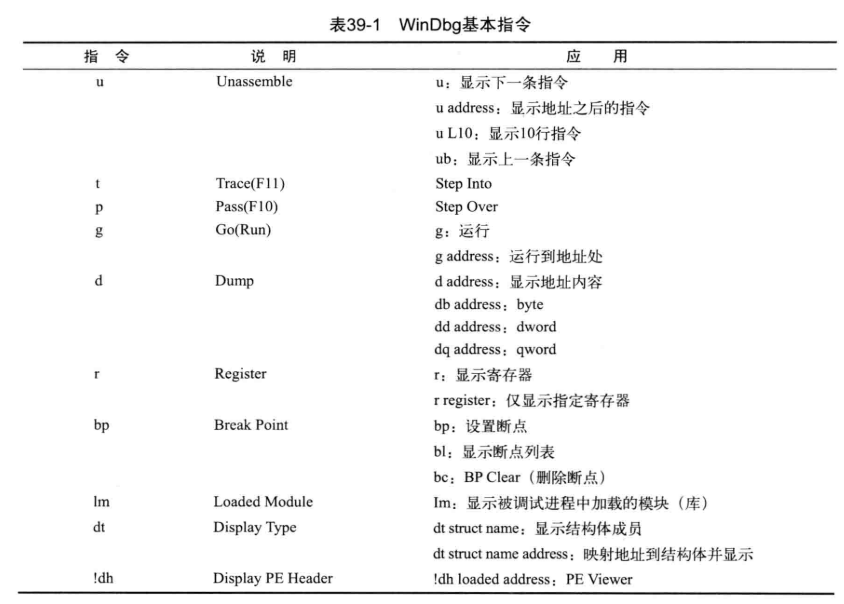 表39-1 WinDbg基本指令
指 令 说 明 应 用
u Unassemble u：显示下一条指令
u address：显示地址之后的指令
u L10：显示10行指令
ub：显示上一条指令
t Trace(F11) Step Into
p Pass(F10) Step Over
g Go(Run) g：运行
g address：运行到地址处
d Dump d address：显示地址内容
db address：byte
dd address：dword
dq address：qword
r Register r：显示寄存器
r register：仅显示指定寄存器
bp Break Point bp：设置断点
bl：显示断点列表
bc：BP Clear（删除断点）
lm Loaded Module Im：显示被调试进程中加载的模块（库）
dt Display Type dt struct name：显示结构体成员
dt struct name address：映射地址到结构体并显示
!dh Display PE Header !dh loaded address：PE Viewer